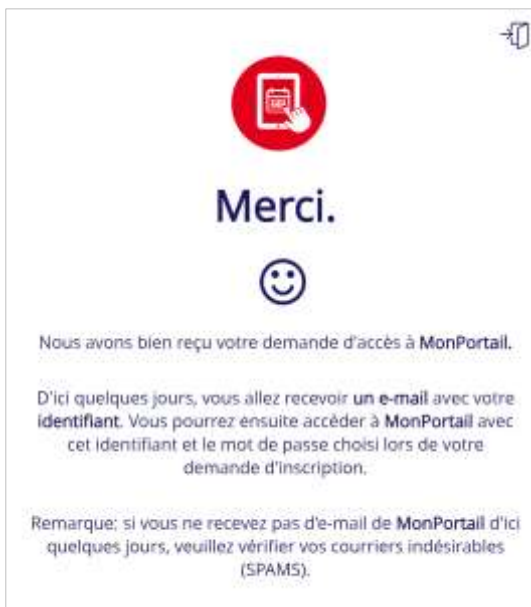 Merci.
Nous avons bien reçu votre demande d'accès à MonPortail.
D'ici quelques jours, vous allez recevoir un e-mail avec votre
identifiant. Vous pourrez ensuite accéder à MonPortail avec
cet identifiant et le mot de passe choisi lors de votre
demande d'inscription.
Remarque: si vous ne recevez pas d'e-mail de MonPortail d'ici
quelques jours, veuillez vérifier vos courriers indésirables
(SPAMS).